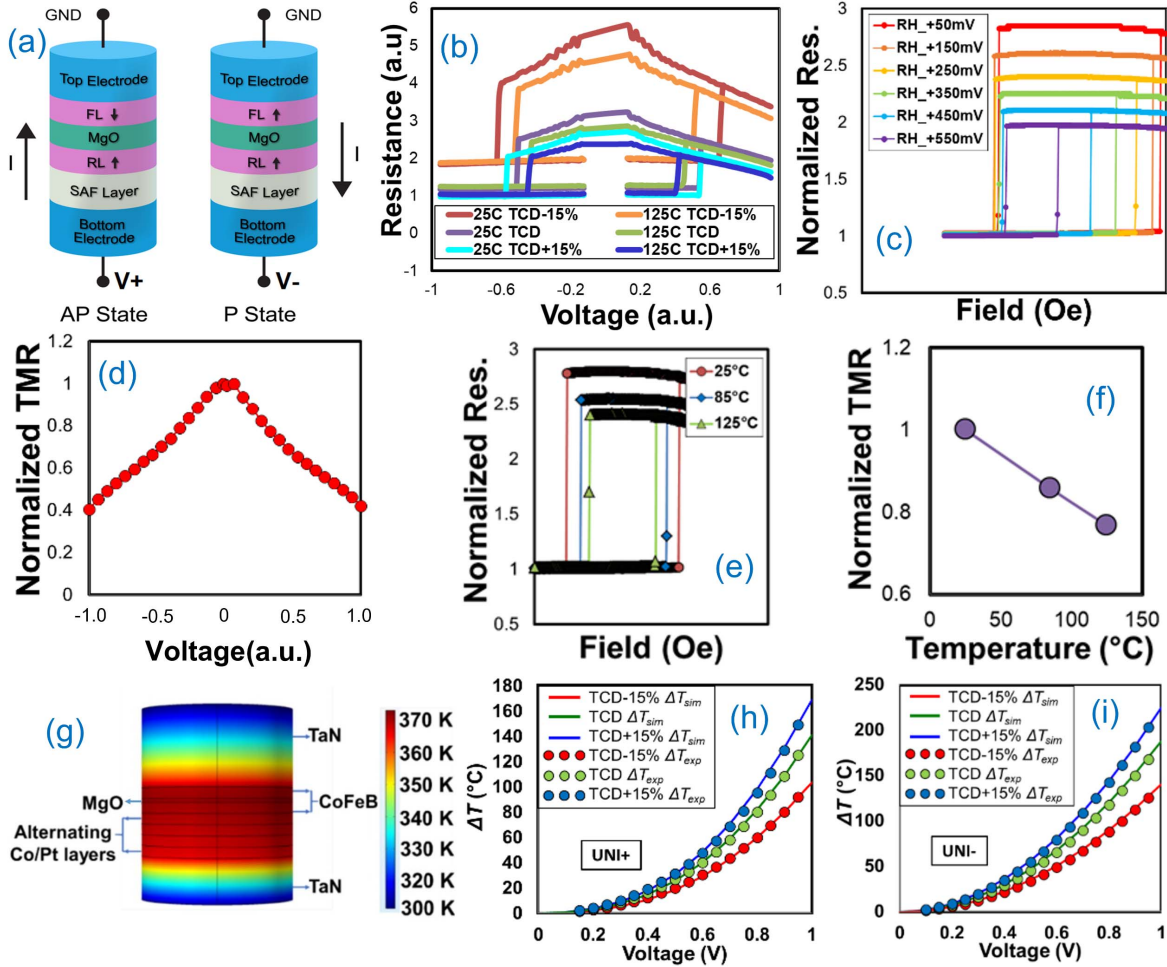 (a)
GND
GND
Top Electrode
Top Electrode
FL ↓
FL ↑
MgO
MgO
RL ↑
RL ↑
SAF Layer
SAF Layer
Bottom
Electrode
Bottom
Electrode
I
I
V+
V-
AP State
P State
(b)
Resistance (a.u)
6
5
4
3
2
1
0
-1
25C TCD-15%
125C TCD-15%
25C TCD
125C TCD
25C TCD+15%
125C TCD+15%
-1
-0.6
-0.2
0.2
0.6
1
Voltage (a.u.)
(c)
Normalized Res.
3
2.5
2
1.5
1
0.5
RH_+50mV
RH_+150mV
RH_+250mV
RH_+350mV
RH_+450mV
RH_+550mV
Field (Oe)
(d)
Normalized TMR
1.2
1
0.8
0.6
0.4
0.2
0
-1.0
-0.5
0
0.5
1.0
Voltage(a.u.)
(e)
Normalized Res.
3
2.5
2
1.5
1
0.5
25°C
85°C
125°C
Field (Oe)
(f)
Normalized TMR
1.2
1
0.8
0.6
0
50
100
150
Temperature (°C)
(g)
TaN
MgO
CoFeB
Alternating
Co/Pt layers
TaN
370 K
360 K
350 K
340 K
330 K
320 K
310 K
300 K
(h)
ΔT (°C)
180
160
140
120
100
80
60
40
20
0
TCD-15% ΔTsim
TCD ΔTsim
TCD+15% ΔTsim
TCD-15% ΔTexp
TCD ΔTexp
TCD+15% ΔTexp
UNI+
0
0.2
0.4
0.6
0.8
1
Voltage (V)
(i)
ΔT (°C)
250
200
150
100
50
0
TCD-15% ΔTsim
TCD ΔTsim
TCD+15% ΔTsim
TCD-15% ΔTexp
TCD ΔTexp
TCD+15% ΔTexp
UNI-
0
0.2
0.4
0.6
0.8
1
Voltage (V)